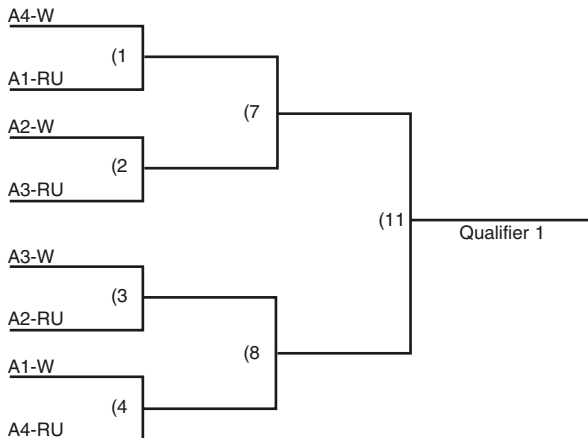 A4-W
(1
A1-RU
(7
A2-W
(2
A3-RU
(11
Qualifier 1
A3-W
(3
A2-RU
(8
A1-W
(4
A4-RU